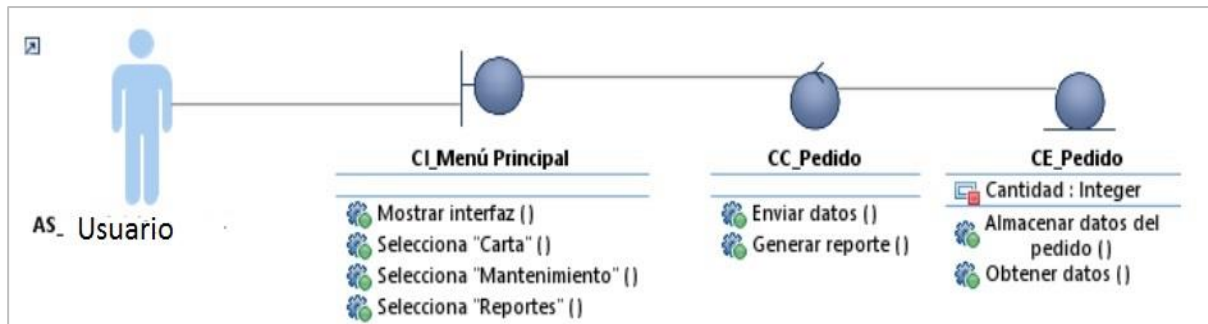 AS_ Usuario
CI_Menú Principal
Mostrar interfaz ()
Selecciona "Carta" ()
Selecciona "Mantenimiento" ()
Selecciona "Reportes" ()
CC_Pedido
Enviar datos ()
Generar reporte ()
CE_Pedido
Cantidad : Integer
Almacenar datos del
pedido ()
Obtener datos ()